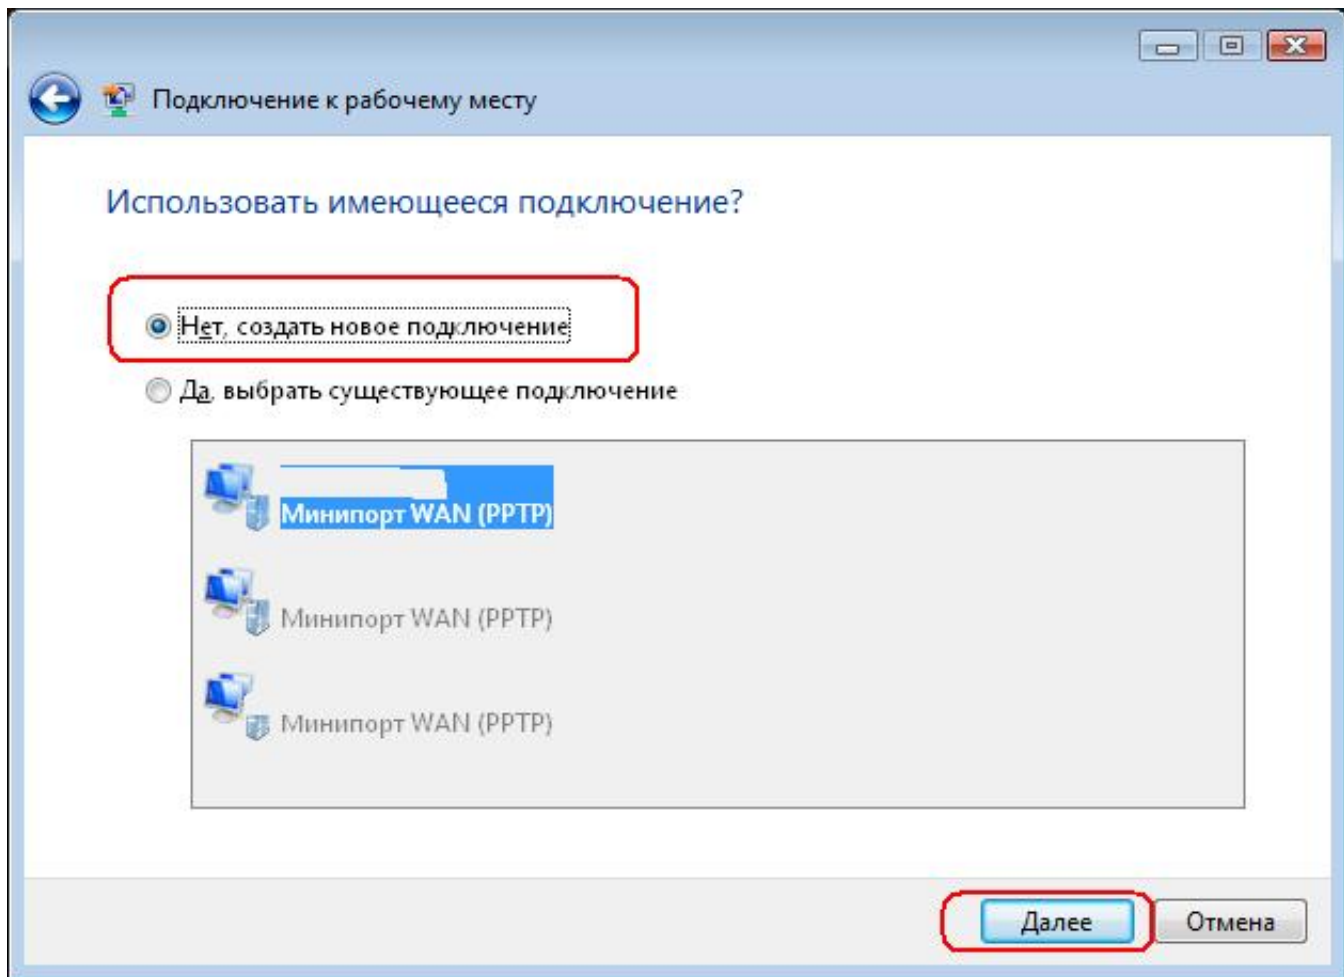 Подключение к рабочему месту
Использовать имеющееся подключение?
Нет, создать новое подключение
Да, выбрать существующее подключение
Минипорт WAN (PPTP)
Минипорт WAN (PPTP)
Минипорт WAN (PPTP)
Далее
Отмена